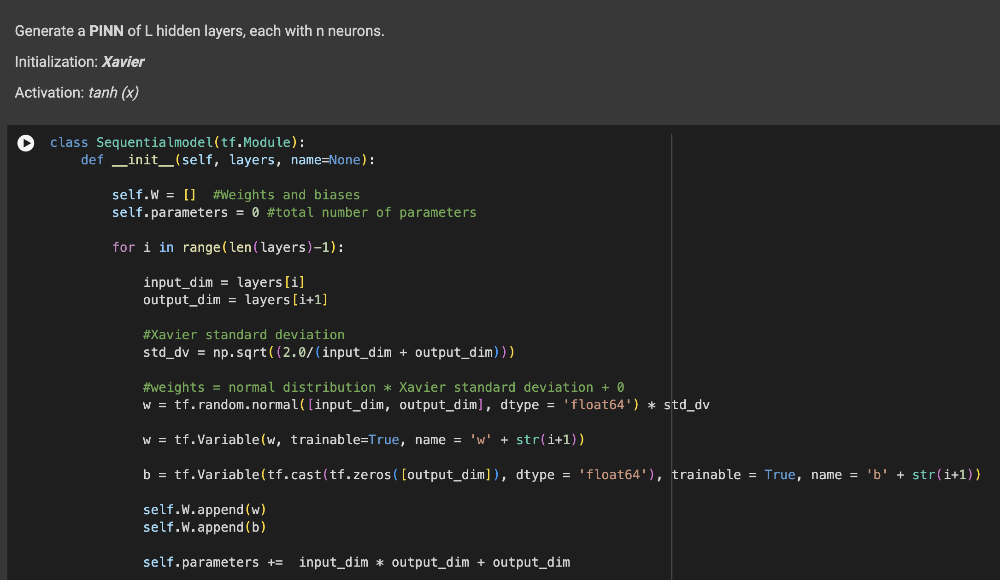 Generate a PINN of L hidden layers, each with n neurons.
Initialization: Xavier
Activation: tanh (x)
class Sequentialmodel(tf.Module):
    def __init__(self, layers, name=None):
        self.W = []  #Weights and biases
        self.parameters = 0 #total number of parameters
        for i in range(len(layers)-1):
            input_dim = layers[i]
            output_dim = layers[i+1]
            #Xavier standard deviation
            std_dv = np.sqrt((2.0/(input_dim + output_dim)))
            #weights = normal distribution * Xavier standard deviation + 0
            w = tf.random.normal([input_dim, output_dim], dtype = 'float64') * std_dv
            w = tf.Variable(w, trainable=True, name = 'w' + str(i+1))
            b = tf.Variable(tf.cast(tf.zeros([output_dim]), dtype = 'float64'), trainable = True, name = 'b' + str(i+1))
            self.W.append(w)
            self.W.append(b)
            self.parameters +=  input_dim * output_dim + output_dim